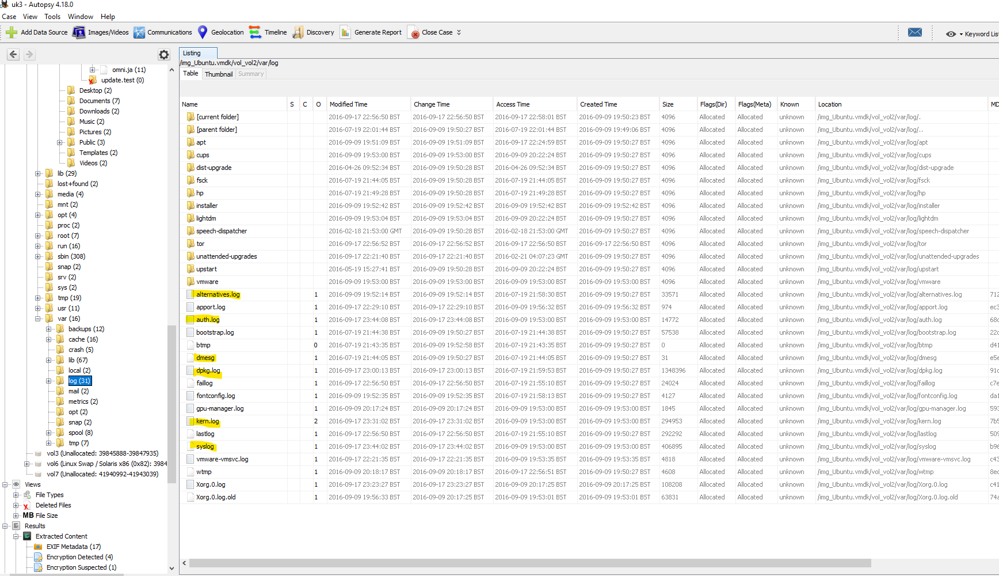 uk3 - Autopsy 4.18.0
Case View Tools Window Help
Add Data Source Images/Videos Communications Geolocation Timeline Discovery Generate Report Close Case Keyword List
omni.ja (11)
update.test (0)
Desktop (2)
Documents (7)
Downloads (2)
Music (2)
Pictures (2)
Public (3)
Templates (2)
Videos (2)
lib (29)
lost+found (2)
media (4)
mnt (2)
opt (4)
proc (2)
root (7)
run (16)
sbin (308)
snap (2)
srv (2)
sys (2)
tmp (19)
usr (11)
var (16)
backups (12)
cache (16)
crash (5)
lib (67)
local (2)
log (31)
mail (2)
metrics (2)
opt (2)
snap (2)
spool (8)
tmp (7)
vol3 (Unallocated: 39845888-39847935)
vol6 (Linux Swap / Solaris x86 (0x82): 3984
vol7 (Unallocated: 41940992-41943039)
Views
File Types
Deleted Files
MB File Size
Results
Extracted Content
EXIF Metadata (17)
Encryption Detected (4)
Encryption Suspected (1)
Listing
/img_Ubuntu.vmdk/vol_vol2/var/log
Table Thumbnail Summary
Name S C O Modified Time Change Time Access Time Created Time Size Flags(Dir) Flags(Meta) Known Location MD
[current folder] 2016-09-17 22:56:50 BST 2016-09-17 22:56:50 BST 2016-09-17 22:58:01 BST 2016-09-09 19:50:23 BST 4096 Allocated Allocated unknown /img_Ubuntu.vmdk/vol_vol2/var/log/.
[parent folder] 2016-07-19 22:01:44 BST 2016-09-09 19:50:27 BST 2016-07-19 22:01:44 BST 2016-09-09 19:49:06 BST 4096 Allocated Allocated unknown /img_Ubuntu.vmdk/vol_vol2/var/log/..
apt 2016-09-09 19:51:09 BST 2016-09-09 19:51:09 BST 2016-09-17 22:24:59 BST 2016-09-09 19:50:27 BST 4096 Allocated Allocated unknown /img_Ubuntu.vmdk/vol_vol2/var/log/apt
cups 2016-09-09 19:53:00 BST 2016-09-09 19:53:00 BST 2016-09-09 20:22:24 BST 2016-09-09 19:50:27 BST 4096 Allocated Allocated unknown /img_Ubuntu.vmdk/vol_vol2/var/log/cups
dist-upgrade 2016-04-26 09:52:34 BST 2016-09-09 19:50:28 BST 2016-04-26 09:52:34 BST 2016-09-09 19:50:27 BST 4096 Allocated Allocated unknown /img_Ubuntu.vmdk/vol_vol2/var/log/dist-upgrade
fsck 2016-07-19 21:44:05 BST 2016-09-09 19:50:28 BST 2016-07-19 21:44:05 BST 2016-09-09 19:50:27 BST 4096 Allocated Allocated unknown /img_Ubuntu.vmdk/vol_vol2/var/log/fsck
hp 2016-07-19 21:49:28 BST 2016-09-09 19:50:28 BST 2016-07-19 21:49:28 BST 2016-09-09 19:50:27 BST 4096 Allocated Allocated unknown /img_Ubuntu.vmdk/vol_vol2/var/log/hp
installer 2016-09-09 19:52:42 BST 2016-09-09 19:52:42 BST 2016-09-09 19:52:42 BST 2016-09-09 19:50:27 BST 4096 Allocated Allocated unknown /img_Ubuntu.vmdk/vol_vol2/var/log/installer
lightdm 2016-09-09 19:53:04 BST 2016-09-09 19:53:04 BST 2016-09-09 20:22:24 BST 2016-09-09 19:50:27 BST 4096 Allocated Allocated unknown /img_Ubuntu.vmdk/vol_vol2/var/log/lightdm
speech-dispatcher 2016-02-18 21:53:00 GMT 2016-09-09 19:50:28 BST 2016-02-18 21:53:00 GMT 2016-09-09 19:50:27 BST 4096 Allocated Allocated unknown /img_Ubuntu.vmdk/vol_vol2/var/log/speech-dispatcher
tor 2016-09-17 22:56:52 BST 2016-09-17 22:56:52 BST 2016-09-17 22:56:50 BST 2016-09-17 22:56:50 BST 4096 Allocated Allocated unknown /img_Ubuntu.vmdk/vol_vol2/var/log/tor
unattended-upgrades 2016-09-17 22:21:40 BST 2016-09-17 22:21:40 BST 2016-02-21 04:07:23 GMT 2016-09-09 19:50:27 BST 4096 Allocated Allocated unknown /img_Ubuntu.vmdk/vol_vol2/var/log/unattended-upgrades
upstart 2016-05-19 15:27:41 BST 2016-09-09 19:50:28 BST 2016-09-09 20:22:24 BST 2016-09-09 19:50:27 BST 4096 Allocated Allocated unknown /img_Ubuntu.vmdk/vol_vol2/var/log/upstart
vmware 2016-09-09 19:53:00 BST 2016-09-09 19:53:00 BST 2016-09-09 19:53:00 BST 2016-09-09 19:53:00 BST 4096 Allocated Allocated unknown /img_Ubuntu.vmdk/vol_vol2/var/log/vmware
alternatives.log 1 2016-09-09 19:52:14 BST 2016-09-09 19:52:14 BST 2016-07-19 21:58:30 BST 2016-09-09 19:50:27 BST 33571 Allocated Allocated unknown /img_Ubuntu.vmdk/vol_vol2/var/log/alternatives.log 712
apport.log 1 2016-09-17 22:29:10 BST 2016-09-17 22:29:10 BST 2016-09-09 19:56:32 BST 2016-09-09 19:56:32 BST 974 Allocated Allocated unknown /img_Ubuntu.vmdk/vol_vol2/var/log/apport.log ec3
auth.log 1 2016-09-17 23:44:08 BST 2016-09-17 23:44:08 BST 2016-09-09 19:53:00 BST 2016-09-09 19:53:00 BST 14772 Allocated Allocated unknown /img_Ubuntu.vmdk/vol_vol2/var/log/auth.log 68c
bootstrap.log 1 2016-07-19 21:44:38 BST 2016-09-09 19:50:27 BST 2016-07-19 21:44:38 BST 2016-09-09 19:50:27 BST 57538 Allocated Allocated unknown /img_Ubuntu.vmdk/vol_vol2/var/log/bootstrap.log 22c
btmp 0 2016-07-19 21:43:35 BST 2016-09-09 19:52:58 BST 2016-07-19 21:43:35 BST 2016-09-09 19:50:27 BST 0 Allocated Allocated unknown /img_Ubuntu.vmdk/vol_vol2/var/log/btmp d41
dmesg 1 2016-07-19 21:44:05 BST 2016-09-09 19:50:27 BST 2016-07-19 21:44:05 BST 2016-09-09 19:50:27 BST 31 Allocated Allocated unknown /img_Ubuntu.vmdk/vol_vol2/var/log/dmesg e5e
dpkg.log 1 2016-09-17 23:00:13 BST 2016-09-17 23:00:13 BST 2016-07-19 21:59:53 BST 2016-09-09 19:50:27 BST 1348396 Allocated Allocated unknown /img_Ubuntu.vmdk/vol_vol2/var/log/dpkg.log 91c
faillog 1 2016-09-17 22:56:50 BST 2016-09-17 22:56:50 BST 2016-07-19 21:55:10 BST 2016-09-09 19:50:27 BST 24024 Allocated Allocated unknown /img_Ubuntu.vmdk/vol_vol2/var/log/faillog c7e
fontconfig.log 1 2016-09-09 19:52:35 BST 2016-09-09 19:52:35 BST 2016-07-19 21:58:13 BST 2016-09-09 19:50:27 BST 4127 Allocated Allocated unknown /img_Ubuntu.vmdk/vol_vol2/var/log/fontconfig.log da1
gpu-manager.log 1 2016-09-09 20:17:24 BST 2016-09-09 20:17:24 BST 2016-09-09 19:53:00 BST 2016-09-09 19:53:00 BST 1845 Allocated Allocated unknown /img_Ubuntu.vmdk/vol_vol2/var/log/gpu-manager.log 593
kern.log 2 2016-09-17 23:31:02 BST 2016-09-17 23:31:02 BST 2016-09-09 19:53:00 BST 2016-09-09 19:53:00 BST 294953 Allocated Allocated unknown /img_Ubuntu.vmdk/vol_vol2/var/log/kern.log 7b5
lastlog 1 2016-09-17 22:56:50 BST 2016-09-17 22:56:50 BST 2016-07-19 21:55:10 BST 2016-09-09 19:50:27 BST 292292 Allocated Allocated unknown /img_Ubuntu.vmdk/vol_vol2/var/log/lastlog 509
syslog 1 2016-09-17 23:44:02 BST 2016-09-17 23:44:02 BST 2016-09-09 19:53:00 BST 2016-09-09 19:53:00 BST 406895 Allocated Allocated unknown /img_Ubuntu.vmdk/vol_vol2/var/log/syslog b96
vmware-vmsvc.log 1 2016-09-17 22:21:35 BST 2016-09-17 22:21:35 BST 2016-09-09 19:53:35 BST 2016-09-09 19:53:35 BST 4818 Allocated Allocated unknown /img_Ubuntu.vmdk/vol_vol2/var/log/vmware-vmsvc.log c43
wtmp 1 2016-09-09 20:18:17 BST 2016-09-09 20:18:17 BST 2016-09-17 22:56:51 BST 2016-09-09 19:50:27 BST 4608 Allocated Allocated unknown /img_Ubuntu.vmdk/vol_vol2/var/log/wtmp 8ec
Xorg.0.log 1 2016-09-17 23:23:27 BST 2016-09-17 23:23:27 BST 2016-09-09 20:17:25 BST 2016-09-09 20:17:25 BST 108208 Allocated Allocated unknown /img_Ubuntu.vmdk/vol_vol2/var/log/Xorg.0.log c41
Xorg.0.log.old 1 2016-09-09 19:56:33 BST 2016-09-09 20:17:25 BST 2016-09-09 19:53:01 BST 2016-09-09 19:53:01 BST 63831 Allocated Allocated unknown /img_Ubuntu.vmdk/vol_vol2/var/log/Xorg.0.log.old 74a